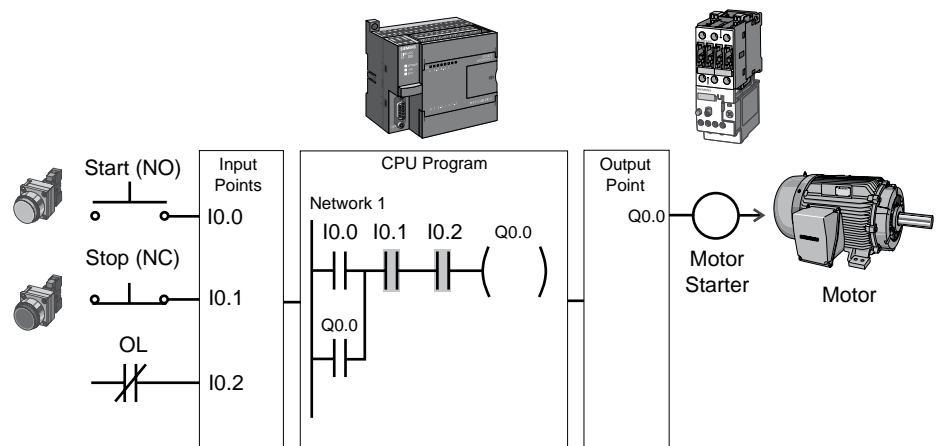 Start (NO)
Input Points
CPU Program
Output Point
I0.0
Network 1
I0.0 I0.1 I0.2 Q0.0
Q0.0
Stop (NC)
I0.1
Q0.0
Motor Starter
Motor
OL
I0.2
SIEMENS